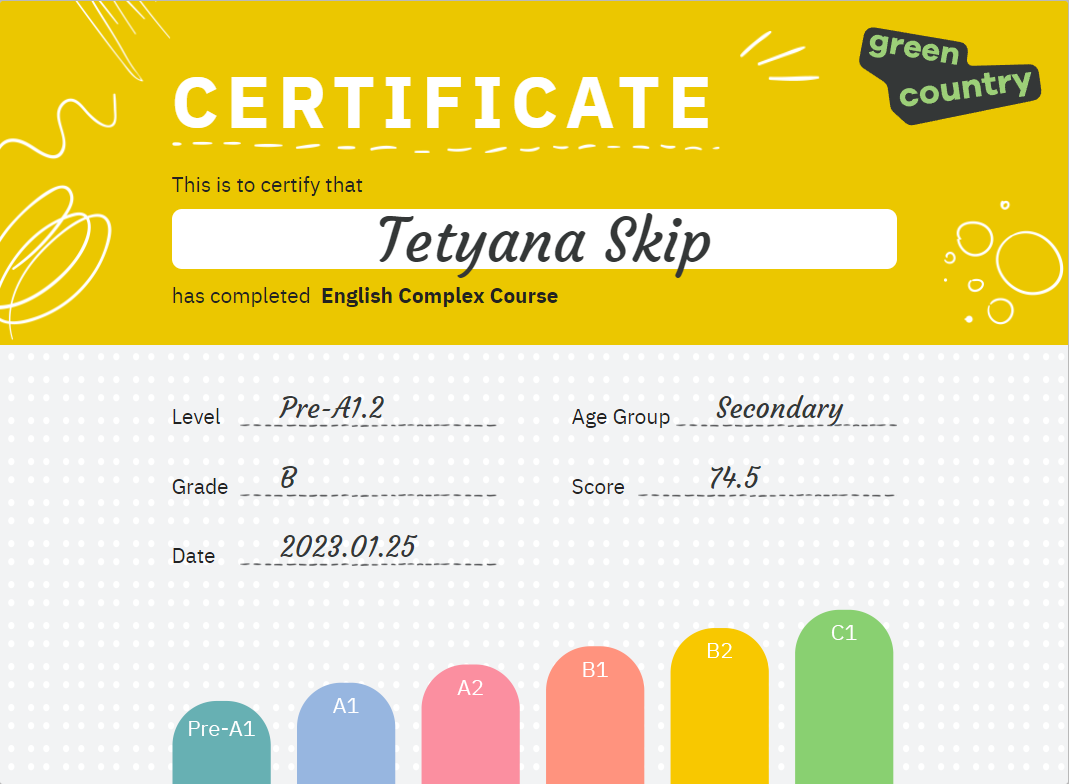 green
country
CERTIFICATE
This is to certify that
Tetyana Skip
has completed English Complex Course
Level Pre-A1.2
Age Group Secondary
Grade B
Score 74.5
Date 2023.01.25
Pre-A1
A1
A2
B1
B2
C1